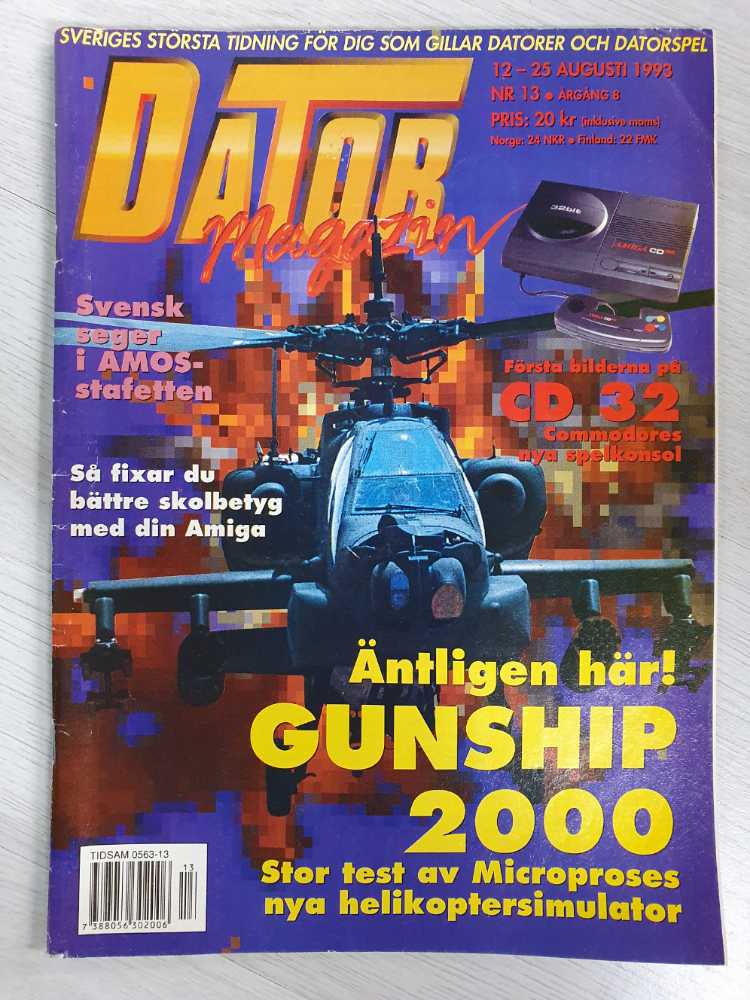 SVERIGES STÖRSTA TIDNING FÖR DIG SOM GILLAR DATORER OCH DATORSPEL
DATOR
Magazin
12 – 25 AUGUSTI 1993
NR 13 • ÅRGÅNG 8
PRIS: 20 kr (inklusive moms)
Norge: 24 NKR • Finland: 22 FMK
32bit
AMIGA CD32
Svensk
seger
i AMOS-
stafetten
Första bilderna på
CD 32
Commodores
nya spelkonsol
Så fixar du
bättre skolbetyg
med din Amiga
Äntligen här!
GUNSHIP
2000
Stor test av Microproses
nya helikoptersimulator
TIDSAM 0563-13
13
7 388056 302006